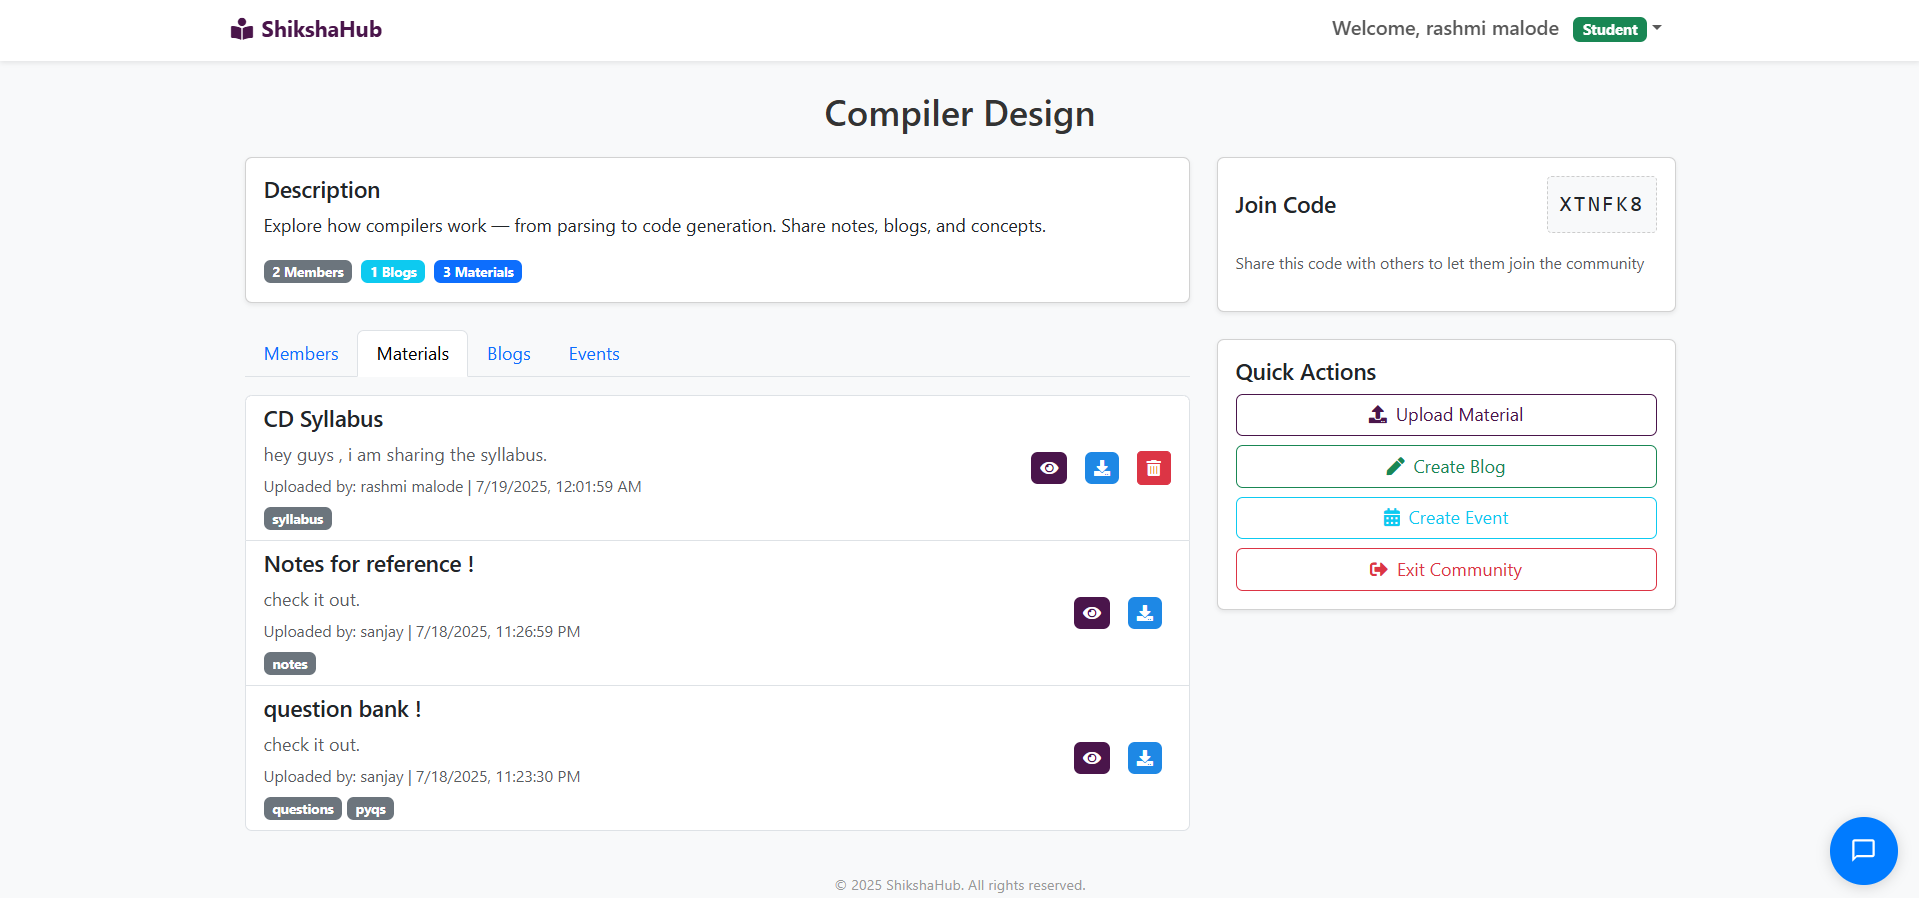 ShikshaHub
Welcome, rashmi malode Student
Compiler Design
Description
Explore how compilers work — from parsing to code generation. Share notes, blogs, and concepts.
2 Members 1 Blogs 3 Materials
Join Code XTNFK8
Share this code with others to let them join the community
Members Materials Blogs Events
CD Syllabus
hey guys , i am sharing the syllabus.
Uploaded by: rashmi malode | 7/19/2025, 12:01:59 AM
syllabus
Notes for reference !
check it out.
Uploaded by: sanjay | 7/18/2025, 11:26:59 PM
notes
question bank !
check it out.
Uploaded by: sanjay | 7/18/2025, 11:23:30 PM
questions pyqs
Quick Actions
Upload Material
Create Blog
Create Event
Exit Community
© 2025 ShikshaHub. All rights reserved.